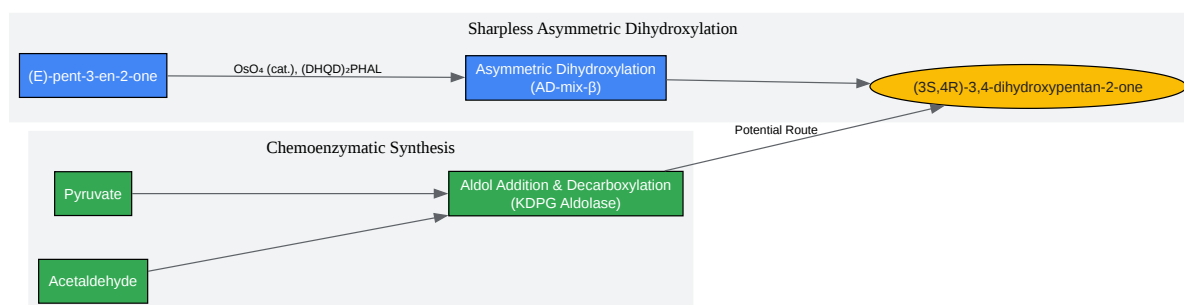 Sharpless Asymmetric Dihydroxylation
(E)-pent-3-en-2-one
OsO₄ (cat.), (DHQD)₂PHAL
Asymmetric Dihydroxylation
(AD-mix-β)
(3S,4R)-3,4-dihydroxypentan-2-one
Potential Route
Chemoenzymatic Synthesis
Pyruvate
Aldol Addition & Decarboxylation
(KDPG Aldolase)
Acetaldehyde